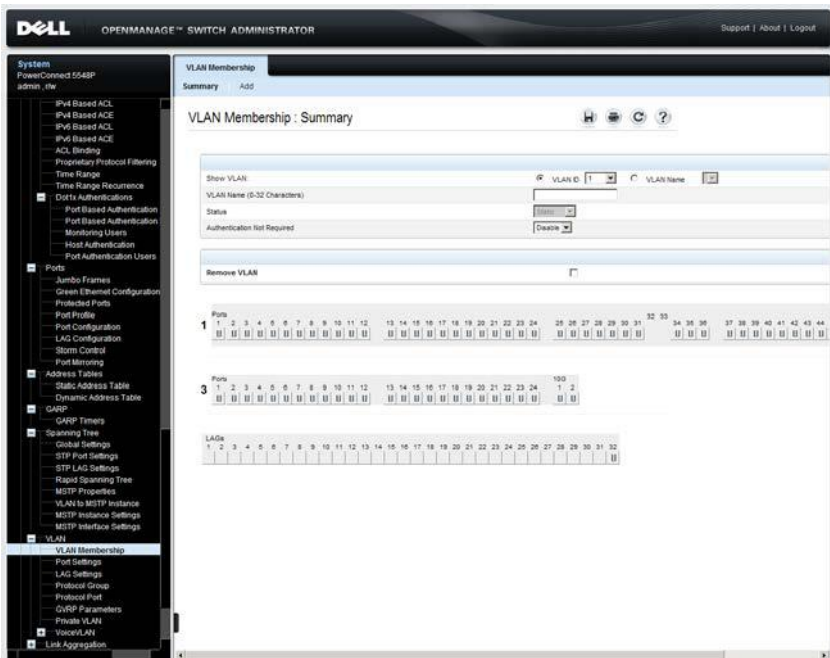 DELL
OPENMANAGE™ SWITCH ADMINISTRATOR
Support | About | Logout
System
PowerConnect 5548P
admin , r/w
IPv4 Based ACL
IPv4 Based ACE
IPv6 Based ACL
IPv6 Based ACE
ACL Binding
Proprietary Protocol Filtering
Time Range
Time Range Recurrence
Dot1x Authentications
Port Based Authentication
Port Based Authentication
Monitoring Users
Host Authentication
Port Authentication Users
Ports
Jumbo Frames
Green Ethernet Configuration
Protected Ports
Port Profile
Port Configuration
LAG Configuration
Storm Control
Port Mirroring
Address Tables
Static Address Table
Dynamic Address Table
GARP
GARP Timers
Spanning Tree
Global Settings
STP Port Settings
STP LAG Settings
Rapid Spanning Tree
MSTP Properties
VLAN to MSTP Instance
MSTP Instance Settings
MSTP Interface Settings
VLAN
VLAN Membership
Port Settings
LAG Settings
Protocol Group
Protocol Port
GVRP Parameters
Private VLAN
VoiceVLAN
Link Aggregation
VLAN Membership
Summary Add
VLAN Membership : Summary
Show VLAN: VLAN ID 1 VLAN Name
VLAN Name (0-32 Characters)
Status Static
Authentication Not Required Disable
Remove VLAN
Ports
32 33
1 1 2 3 4 5 6 7 8 9 10 11 12 13 14 15 16 17 18 19 20 21 22 23 24 25 26 27 28 29 30 31 34 35 36 37 38 39 40 41 42 43 44
U U U U U U U U U U U U U U U U U U U U U U U U U U U U U U U U U U U U U U U U U U
Ports 10G
3 1 2 3 4 5 6 7 8 9 10 11 12 13 14 15 16 17 18 19 20 21 22 23 24 1 2
U U U U U U U U U U U U U U U U U U U U U U U U U U
LAGs
1 2 3 4 5 6 7 8 9 10 11 12 13 14 15 16 17 18 19 20 21 22 23 24 25 26 27 28 29 30 31 32
U